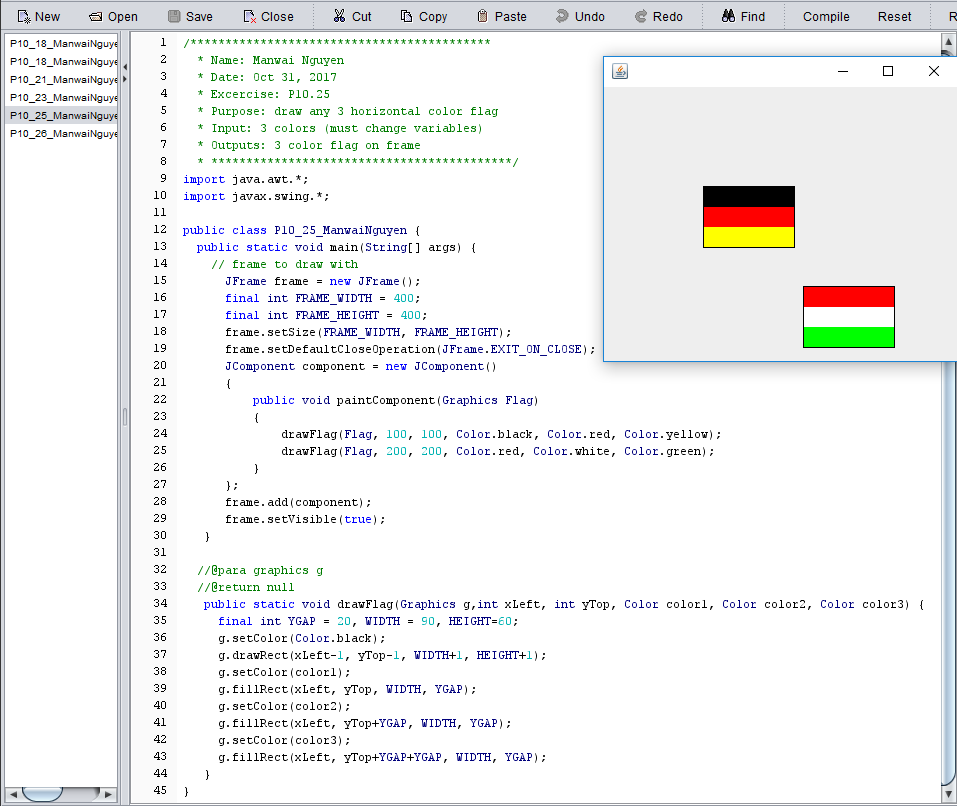 New Open Save Close Cut Copy Paste Undo Redo Find Compile Reset R
P10_18_ManwaiNguye
P10_18_ManwaiNguye
P10_21_ManwaiNguye
P10_23_ManwaiNguye
P10_25_ManwaiNguye
P10_26_ManwaiNguye
1 /*******************************************
2 * Name: Manwai Nguyen
3 * Date: Oct 31, 2017
4 * Excercise: P10.25
5 * Purpose: draw any 3 horizontal color flag
6 * Input: 3 colors (must change variables)
7 * Outputs: 3 color flag on frame
8 * *******************************************/
9 import java.awt.*;
10 import javax.swing.*;
11
12 public class P10_25_ManwaiNguyen {
13 public static void main(String[] args) {
14 // frame to draw with
15 JFrame frame = new JFrame();
16 final int FRAME_WIDTH = 400;
17 final int FRAME_HEIGHT = 400;
18 frame.setSize(FRAME_WIDTH, FRAME_HEIGHT);
19 frame.setDefaultCloseOperation(JFrame.EXIT_ON_CLOSE);
20 JComponent component = new JComponent()
21 {
22 public void paintComponent(Graphics Flag)
23 {
24 drawFlag(Flag, 100, 100, Color.black, Color.red, Color.yellow);
25 drawFlag(Flag, 200, 200, Color.red, Color.white, Color.green);
26 }
27 };
28 frame.add(component);
29 frame.setVisible(true);
30 }
31
32 //@para graphics g
33 //@return null
34 public static void drawFlag(Graphics g,int xLeft, int yTop, Color color1, Color color2, Color color3) {
35 final int YGAP = 20, WIDTH = 90, HEIGHT=60;
36 g.setColor(Color.black);
37 g.drawRect(xLeft-1, yTop-1, WIDTH+1, HEIGHT+1);
38 g.setColor(color1);
39 g.fillRect(xLeft, yTop, WIDTH, YGAP);
40 g.setColor(color2);
41 g.fillRect(xLeft, yTop+YGAP, WIDTH, YGAP);
42 g.setColor(color3);
43 g.fillRect(xLeft, yTop+YGAP+YGAP, WIDTH, YGAP);
44 }
45 }